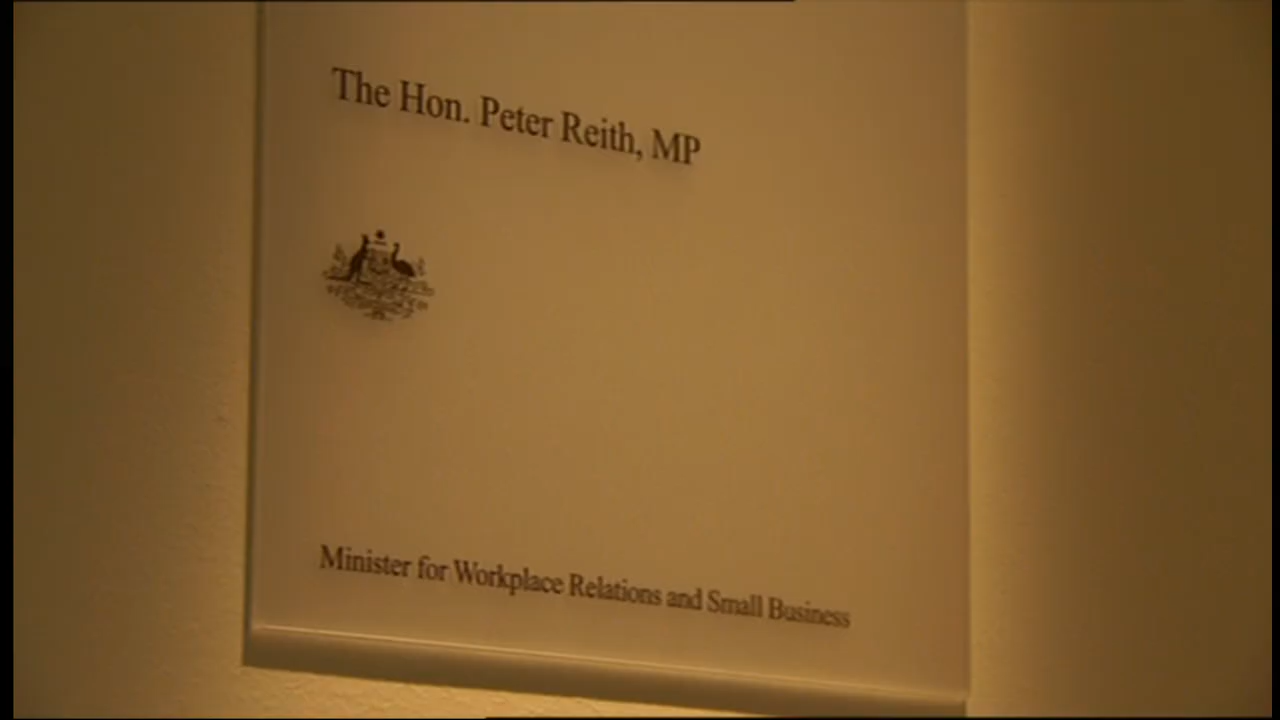 The Hon. Peter Reith, MP
Minister for Workplace Relations and Small Business